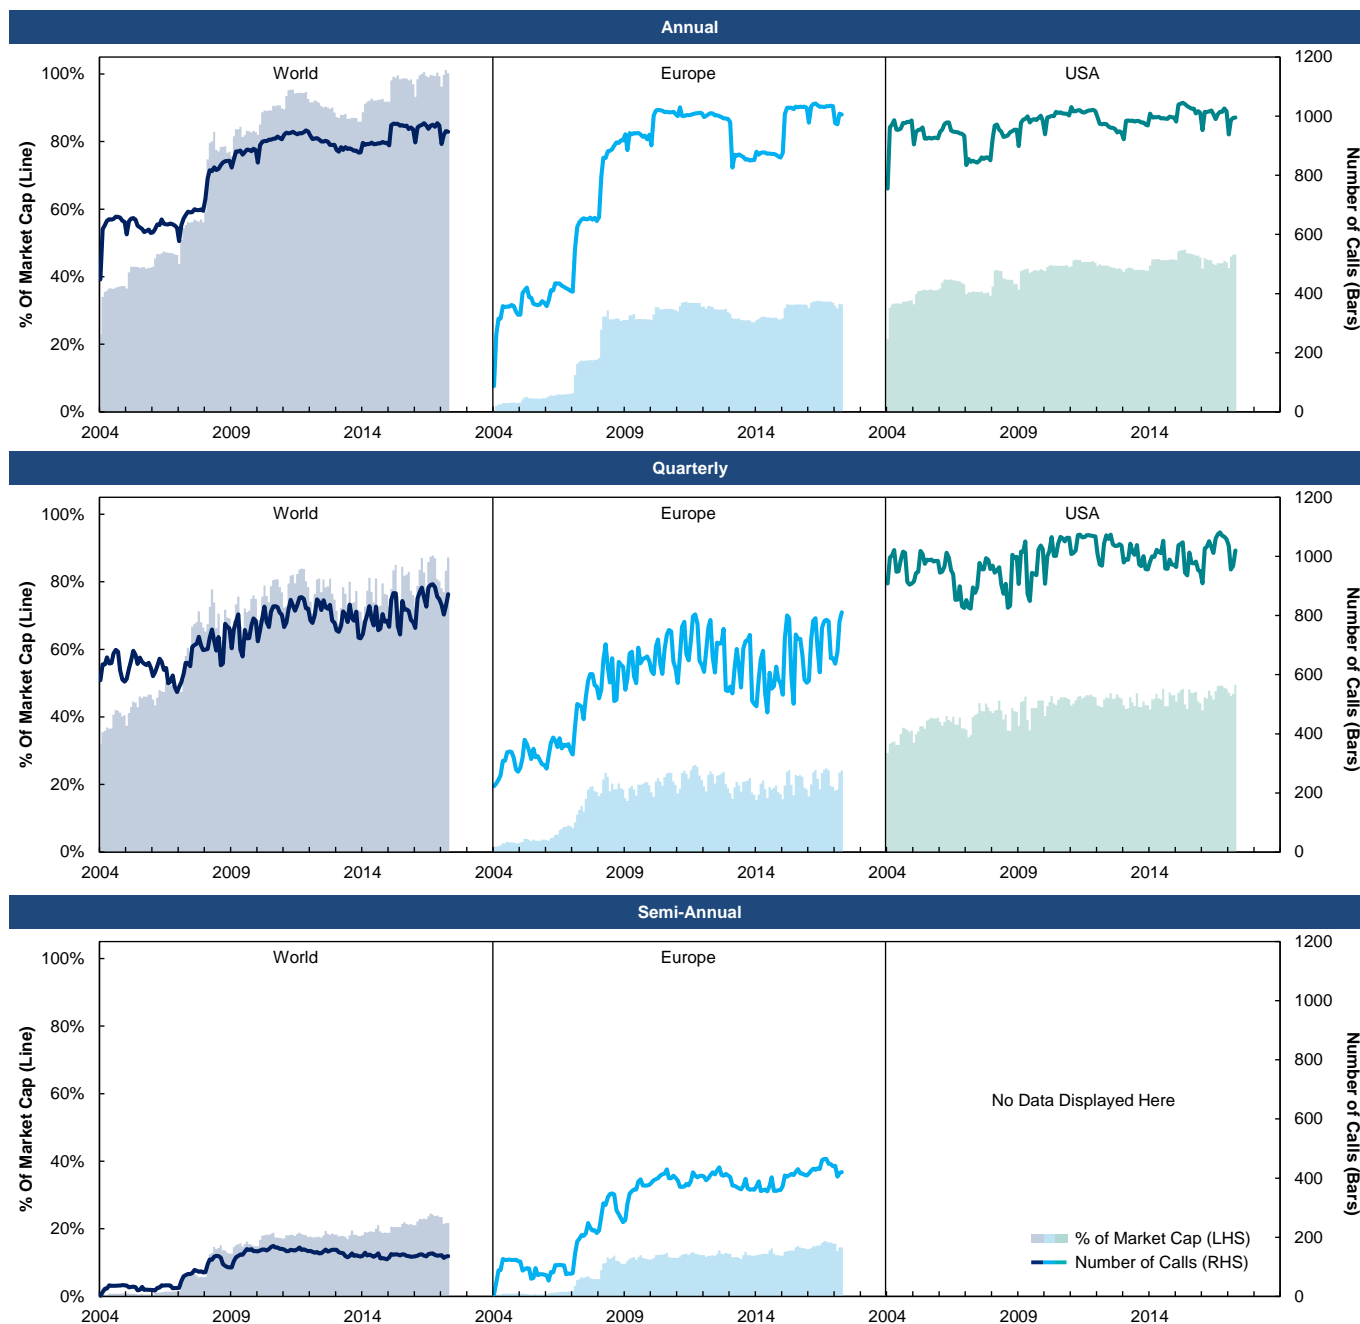 Annual
World
Europe
USA
% Of Market Cap (Line)
100%
80%
60%
40%
20%
0%
1200
1000
800
600
400
200
0
Number of Calls (Bars)
2004 2009 2014 2004 2009 2014 2004 2009 2014
Quarterly
World
Europe
USA
% Of Market Cap (Line)
100%
80%
60%
40%
20%
0%
1200
1000
800
600
400
200
0
Number of Calls (Bars)
2004 2009 2014 2004 2009 2014 2004 2009 2014
Semi-Annual
World
Europe
% Of Market Cap (Line)
100%
80%
60%
40%
20%
0%
No Data Displayed Here
% of Market Cap (LHS)
Number of Calls (RHS)
1200
1000
800
600
400
200
0
Number of Calls (Bars)
2004 2009 2014 2004 2009 2014 2004 2009 2014